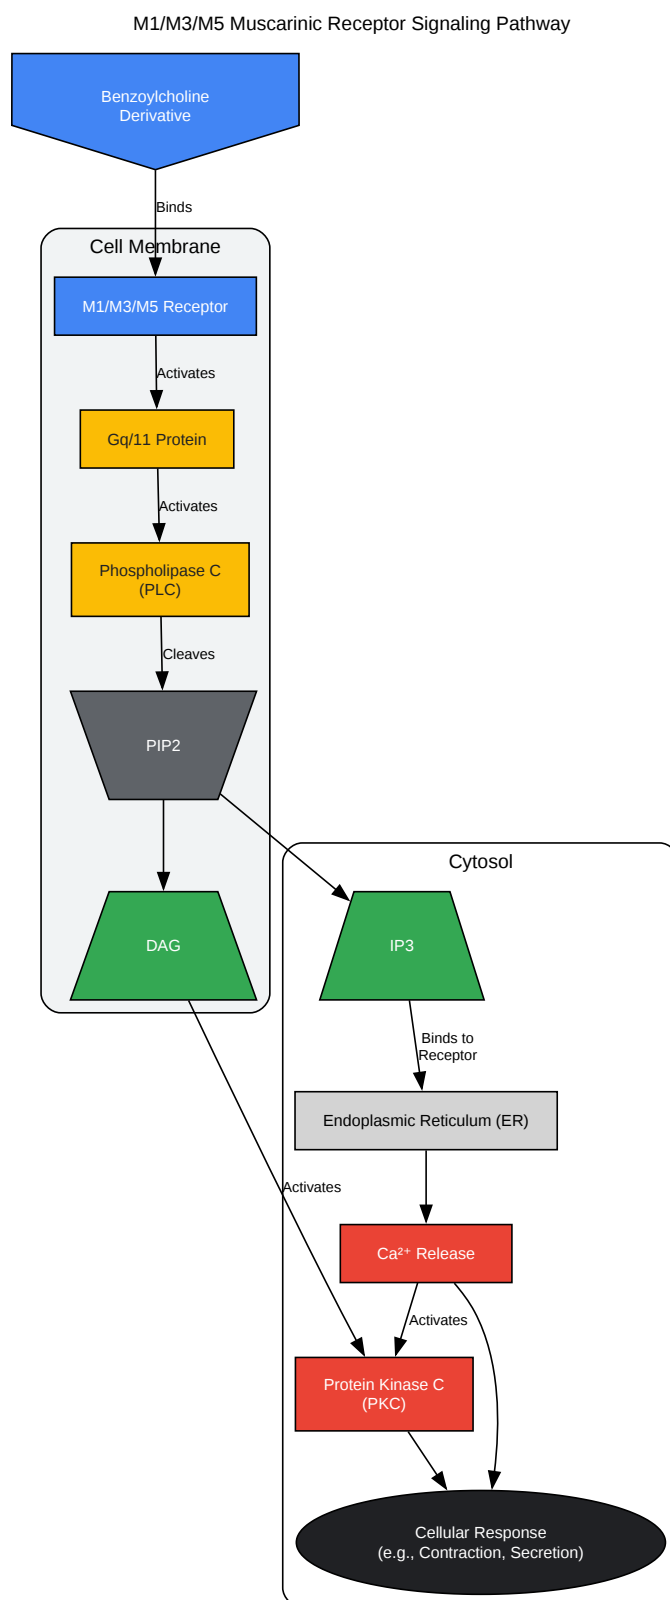 M1/M3/M5 Muscarinic Receptor Signaling Pathway
Benzoylcholine
Derivative
Binds
Cell Membrane
M1/M3/M5 Receptor
Activates
Gq/11 Protein
Activates
Phospholipase C
(PLC)
Cleaves
PIP2
Cytosol
DAG
IP3
Binds to
Receptor
Endoplasmic Reticulum (ER)
Activates
Ca²⁺ Release
Activates
Protein Kinase C
(PKC)
Cellular Response
(e.g., Contraction, Secretion)